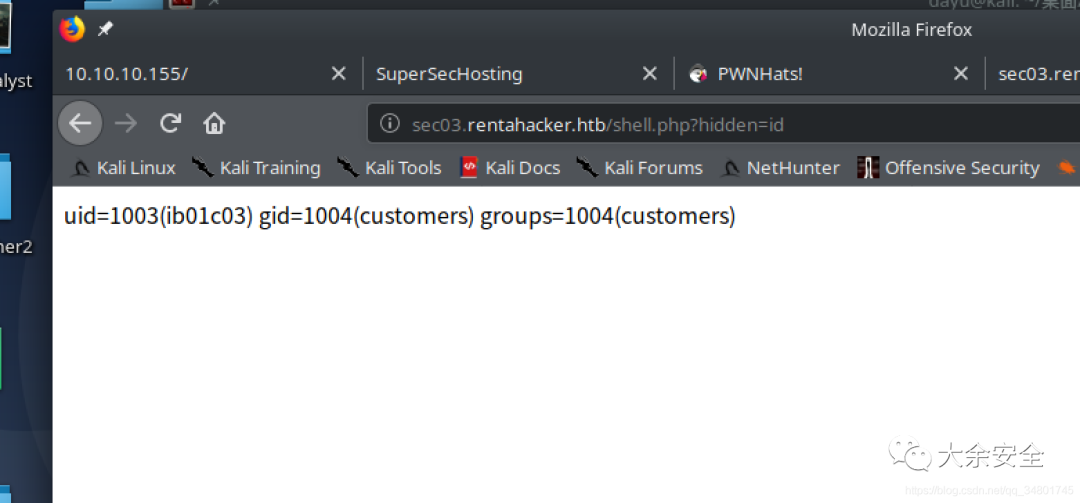 dayu@kali: ~/桌面
Mozilla Firefox
alyst
10.10.10.155/ SuperSecHosting PWNHats! sec03.ren
sec03.rentahacker.htb/shell.php?hidden=id
Kali Linux Kali Training Kali Tools Kali Docs Kali Forums NetHunter Offensive Security
uid=1003(ib01c03) gid=1004(customers) groups=1004(customers)
ner2
大余安全
https://blog.csdn.net/qq_34801745